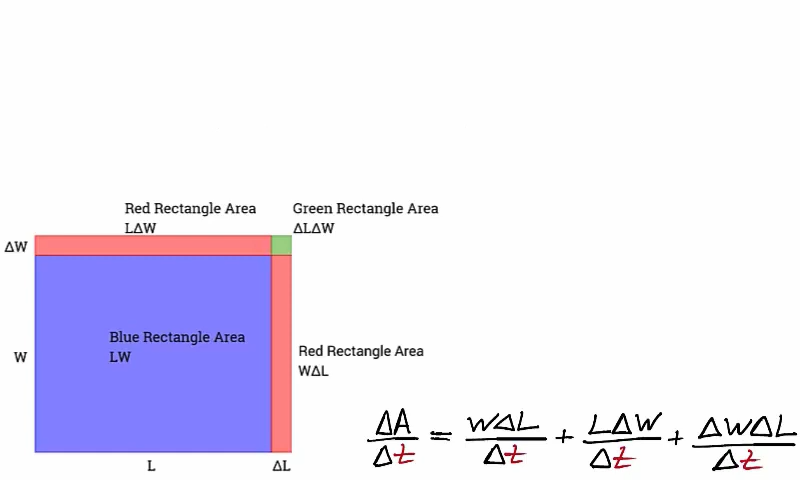 Red Rectangle Area
LΔW
Green Rectangle Area
ΔLΔW
ΔW
Blue Rectangle Area
LW
W
Red Rectangle Area
WΔL
L
ΔL
ΔA/Δt = WΔL/Δt + LΔW/Δt + ΔWΔL/Δt